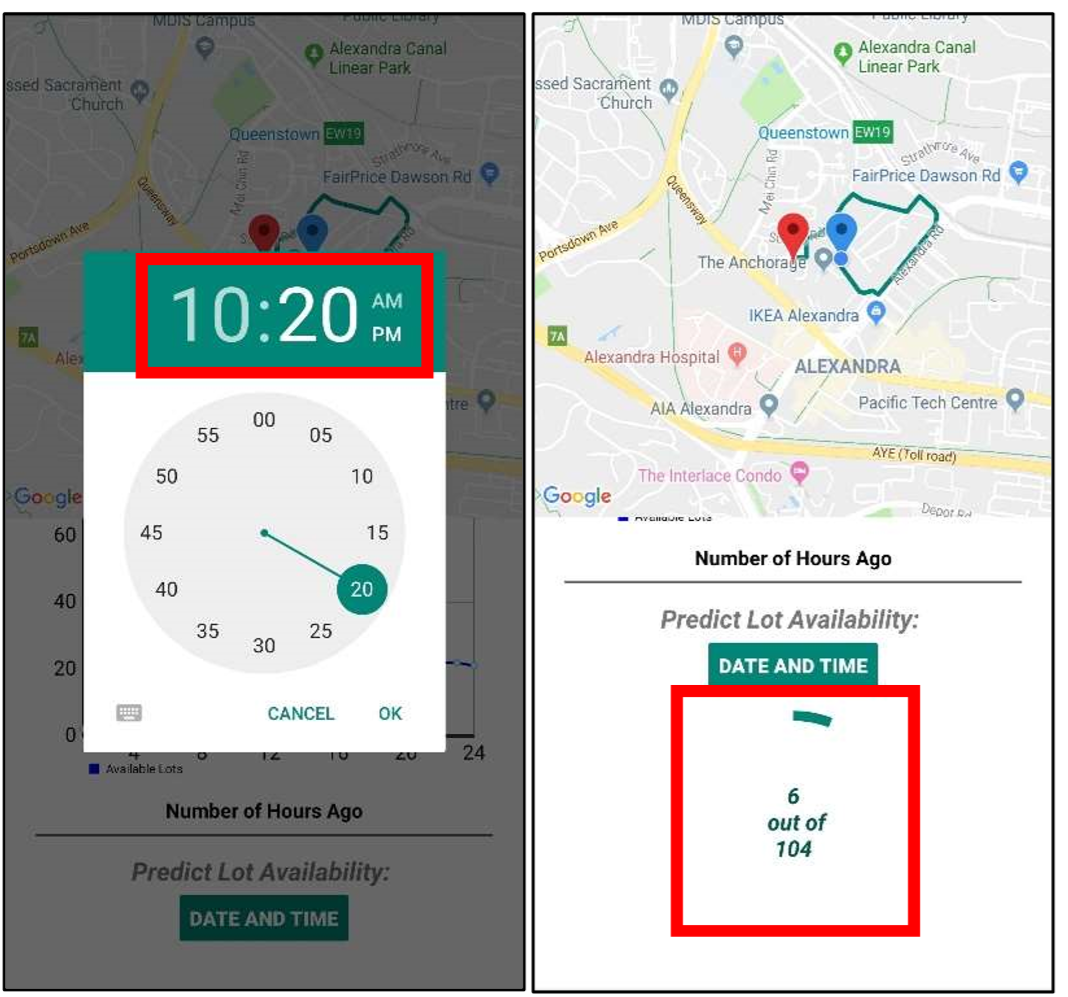 MDIS Campus
Public Library
Alexandra Canal
Linear Park
ssed Sacrament
Church
Queenstown EW19
Strathmore Ave
Mei Chin Rd
FairPrice Dawson Rd
Queensway
Portsdown Ave
10:20 AM
PM
7A
Alex
ntre
00
55 05
50 10
45 15
40 20
35 25
30
CANCEL OK
Google
60
40
20
0
4 8 12 16 20 24
Available Lots
Number of Hours Ago
Predict Lot Availability:
DATE AND TIME
MDIS Campus
Public Library
Alexandra Canal
Linear Park
ssed Sacrament
Church
Queenstown EW19
Strathmore Ave
Mei Chin Rd
FairPrice Dawson Rd
Queensway
Portsdown Ave
The Anchorage
Alexandra Rd
IKEA Alexandra
7A
Alexandra Hospital H
ALEXANDRA
AIA Alexandra
Pacific Tech Centre
AYE (Toll road)
The Interlace Condo
Google
Depot Rd
Available Lots
Number of Hours Ago
Predict Lot Availability:
DATE AND TIME
6
out of
104